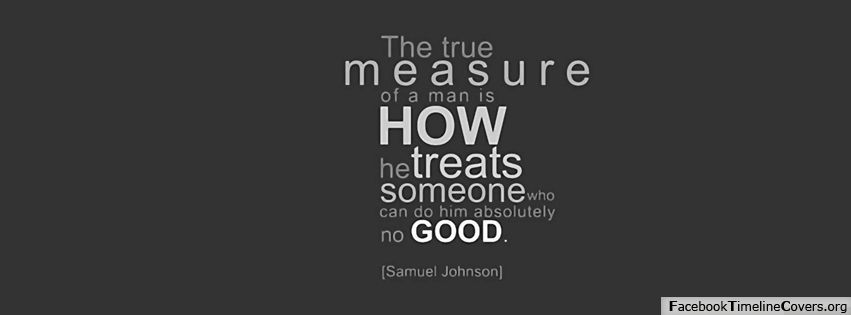 The true
measure
of a man is
HOW
he treats
someone who
can do him absolutely
no GOOD.
[Samuel Johnson]
FacebookTimelineCovers.org